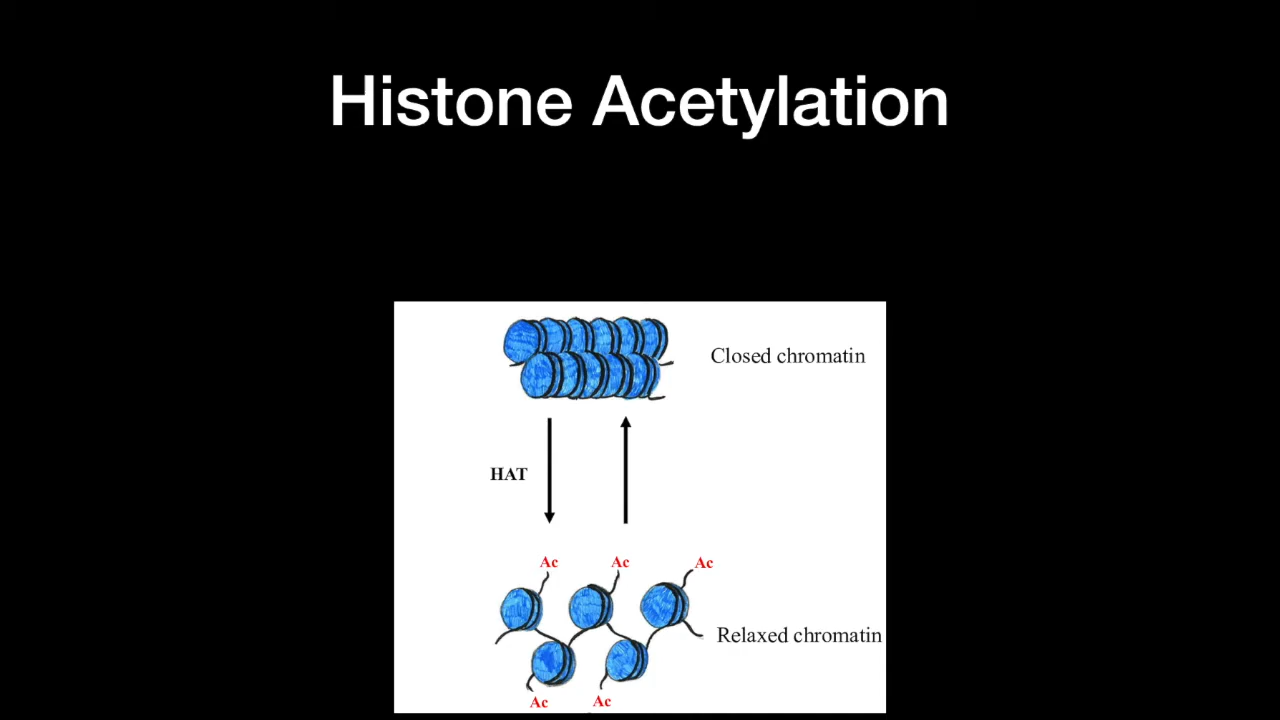 Histone Acetylation
Closed chromatin
HAT
Ac Ac Ac
Relaxed chromatin
Ac Ac